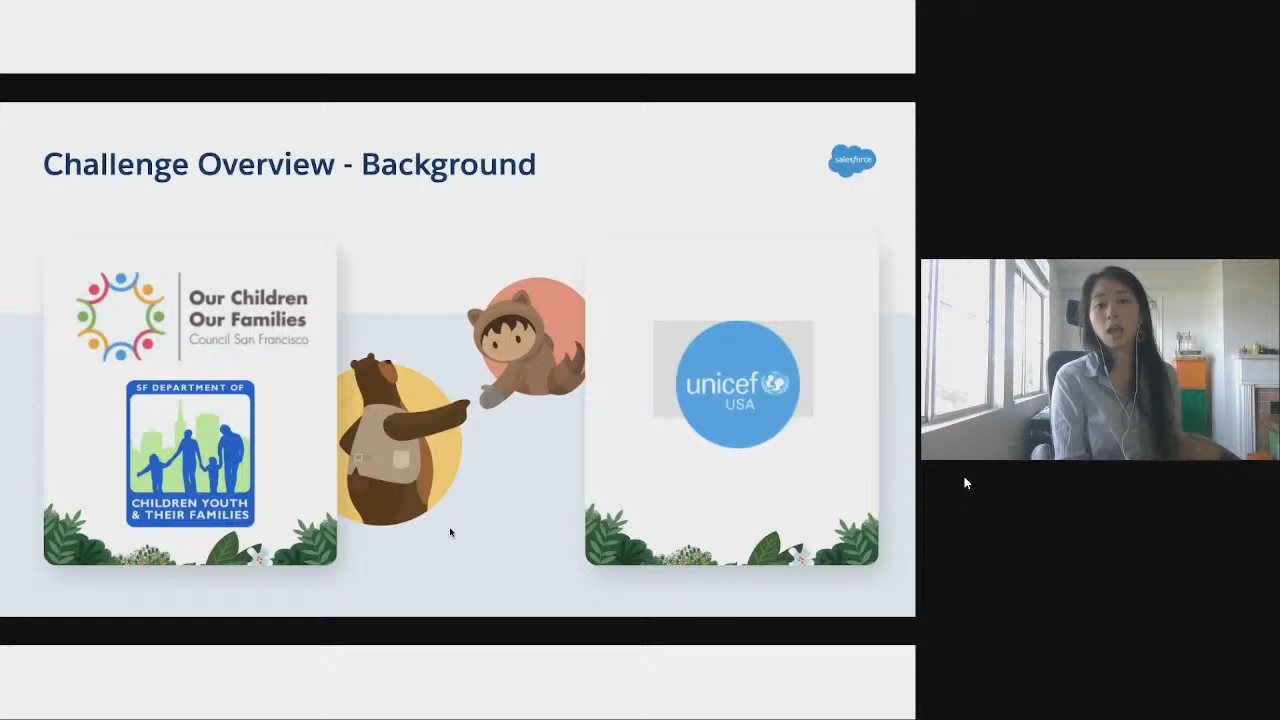 Challenge Overview - Background
salesforce
Our Children
Our Families
Council San Francisco
SF DEPARTMENT OF
CHILDREN YOUTH
& THEIR FAMILIES
unicef
USA